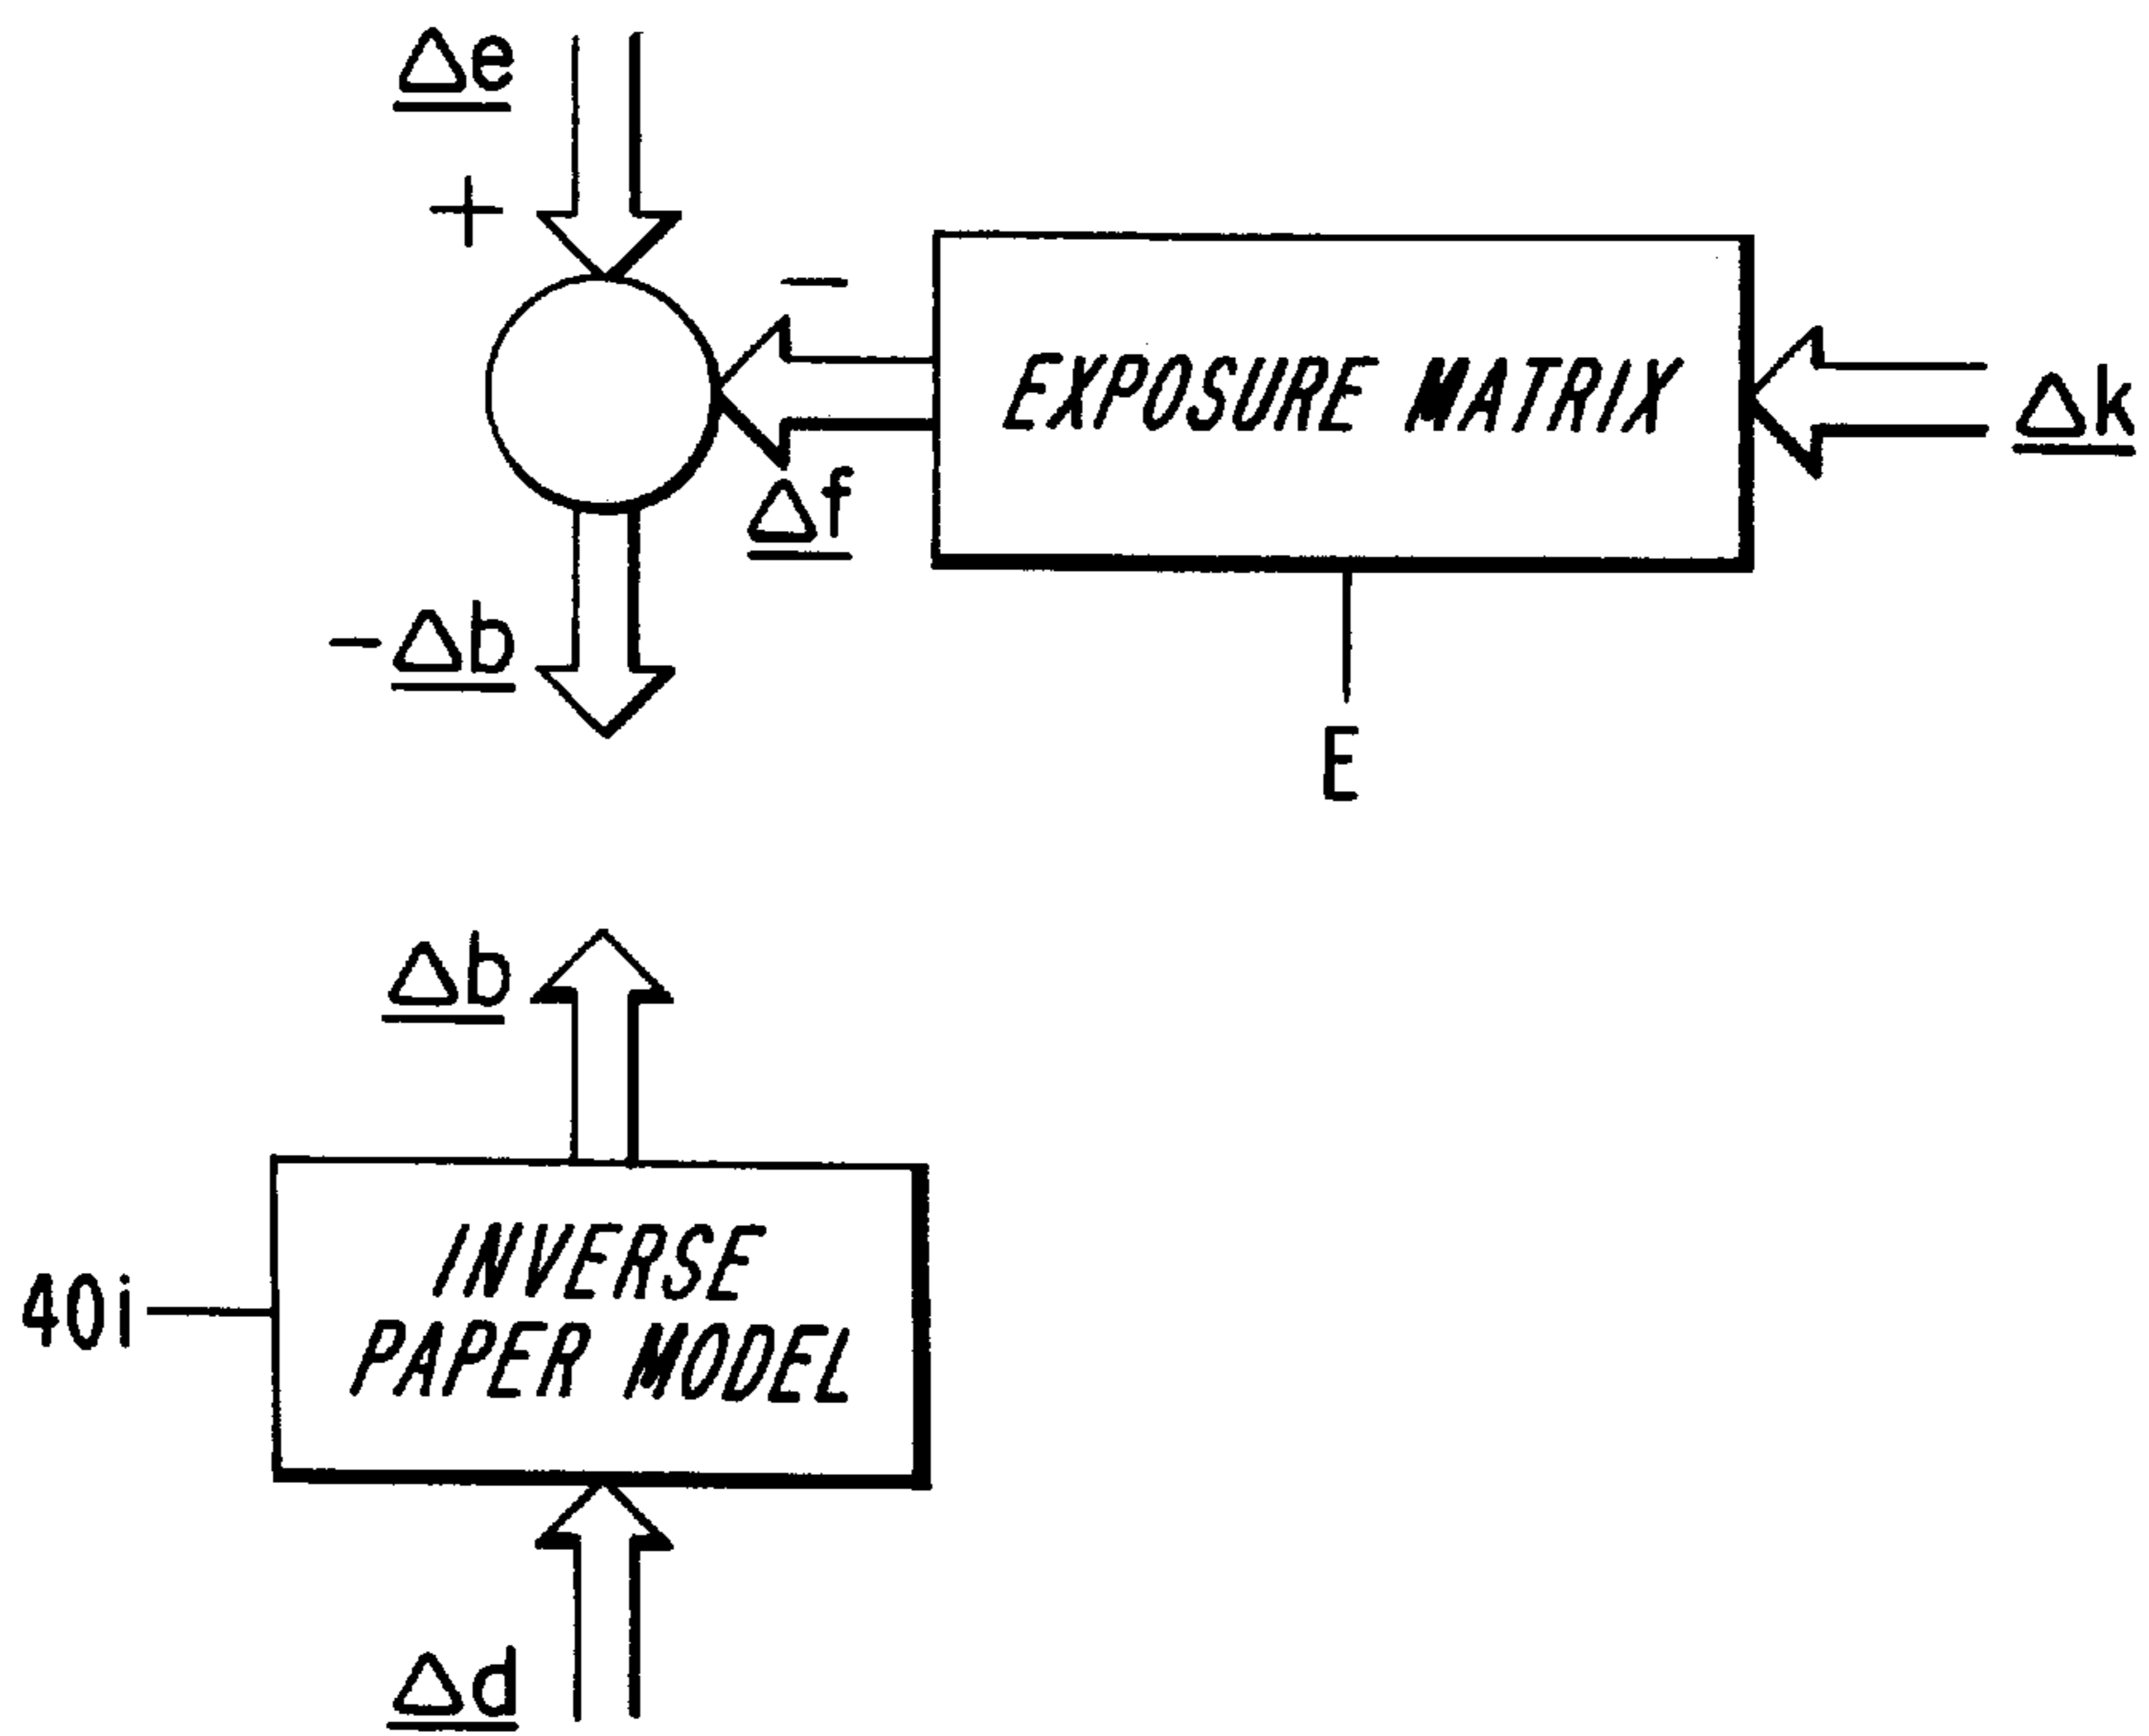 Δe
+
−
EXPOSURE MATRIX
Δk
Δf
−Δb
E
Δb
INVERSE
PAPER MODEL
40i
Δd